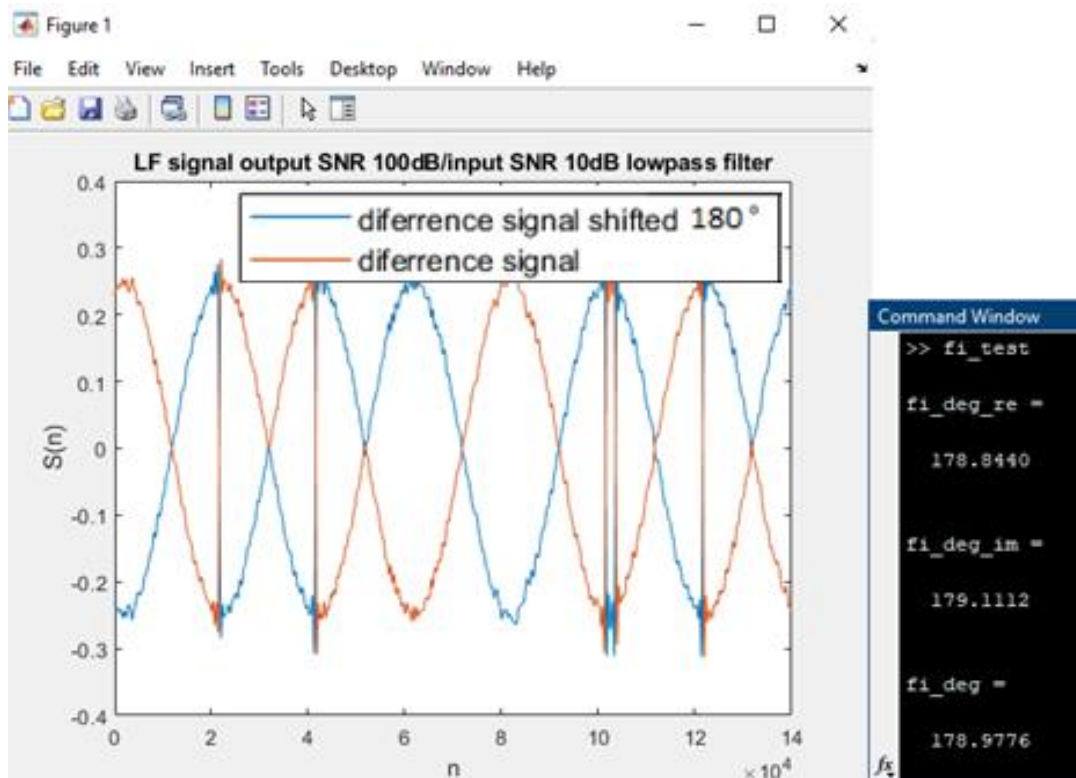 Figure 1
File Edit View Insert Tools Desktop Window Help
LF signal output SNR 100dB/input SNR 10dB lowpass filter
diferrence signal shifted 180°
diferrence signal
0.4
0.3
0.2
0.1
0
-0.1
-0.2
-0.3
-0.4
S(n)
0 2 4 6 8 10 12 14
n
× 10⁴
Command Window
>> fi_test
fi_deg_re =
178.8440
fi_deg_im =
179.1112
fi_deg =
178.9776
fx